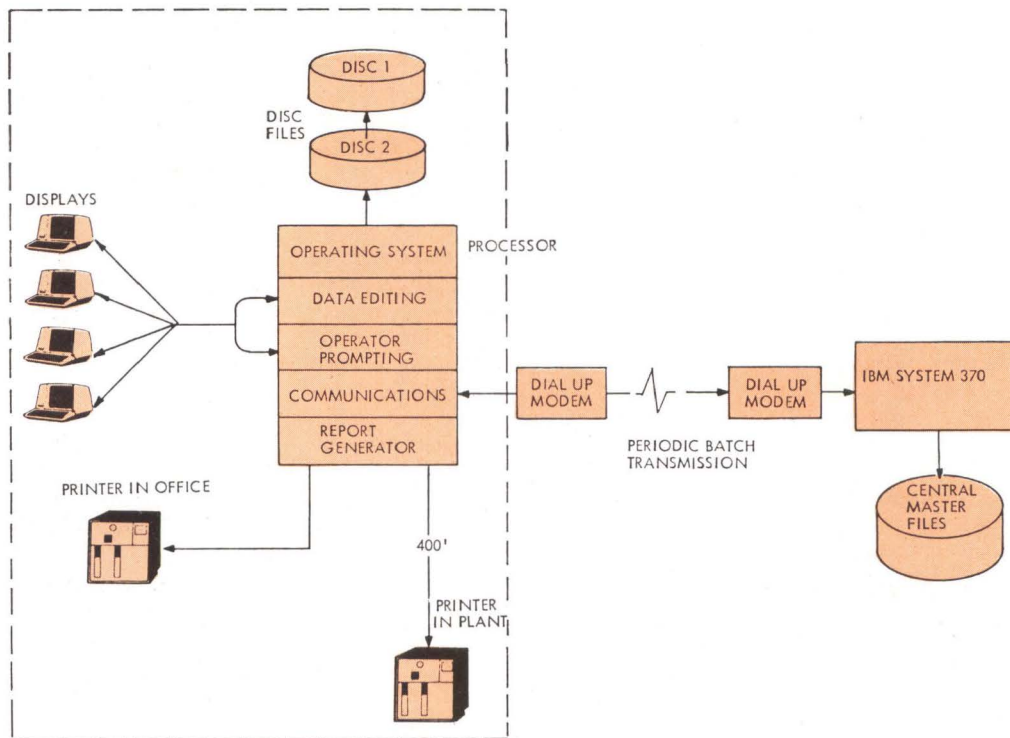 DISC 1
DISC
FILES
DISC 2
DISPLAYS
OPERATING SYSTEM
PROCESSOR
DATA EDITING
OPERATOR
PROMPTING
COMMUNICATIONS
REPORT
GENERATOR
DIAL UP
MODEM
DIAL UP
MODEM
IBM SYSTEM 370
PERIODIC BATCH
TRANSMISSION
CENTRAL
MASTER
FILES
PRINTER IN OFFICE
400'
PRINTER
IN PLANT